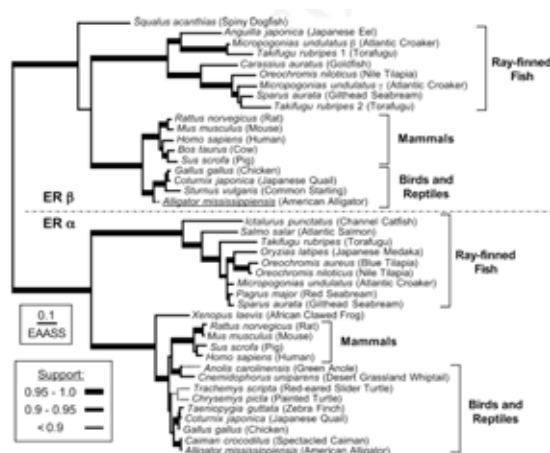 Squalus acanthias (Spiny Dogfish)
Anguilla japonica (Japanese Eel)
Micropogonias undulatus β (Atlantic Croaker)
Takifugu rubripes 1 (Torafugu)
Carassius auratus (Goldfish)
Oreochromis niloticus (Nile Tilapia)
Micropogonias undulatus γ (Atlantic Croaker)
Sparus aurata (Gilthead Seabream)
Takifugu rubripes 2 (Torafugu)
Ray-finned
Fish
Rattus norvegicus (Rat)
Mus musculus (Mouse)
Homo sapiens (Human)
Bos taurus (Cow)
Sus scrofa (Pig)
Mammals
Gallus gallus (Chicken)
Coturnix japonica (Japanese Quail)
Sturnus vulgaris (Common Starling)
Alligator mississippiensis (American Alligator)
Birds and
Reptiles
ER β
ER α
Ictalurus punctatus (Channel Catfish)
Salmo salar (Atlantic Salmon)
Takifugu rubripes (Torafugu)
Oryzias latipes (Japanese Medaka)
Oreochromis aureus (Blue Tilapia)
Oreochromis niloticus (Nile Tilapia)
Micropogonias undulatus (Atlantic Croaker)
Pagrus major (Red Seabream)
Sparus aurata (Gilthead Seabream)
Ray-finned
Fish
Xenopus laevis (African Clawed Frog)
Rattus norvegicus (Rat)
Mus musculus (Mouse)
Sus scrofa (Pig)
Homo sapiens (Human)
Mammals
Anolis carolinensis (Green Anole)
Cnemidophorus uniparens (Desert Grassland Whiptail)
Trachemys scripta (Red-eared Slider Turtle)
Chrysemys picta (Painted Turtle)
Taeniopygia guttata (Zebra Finch)
Coturnix japonica (Japanese Quail)
Gallus gallus (Chicken)
Caiman crocodilus (Spectacled Caiman)
Alligator mississippiensis (American Alligator)
Birds and
Reptiles
0.1
EAASS
Support:
0.95 - 1.0
0.9 - 0.95
<0.9